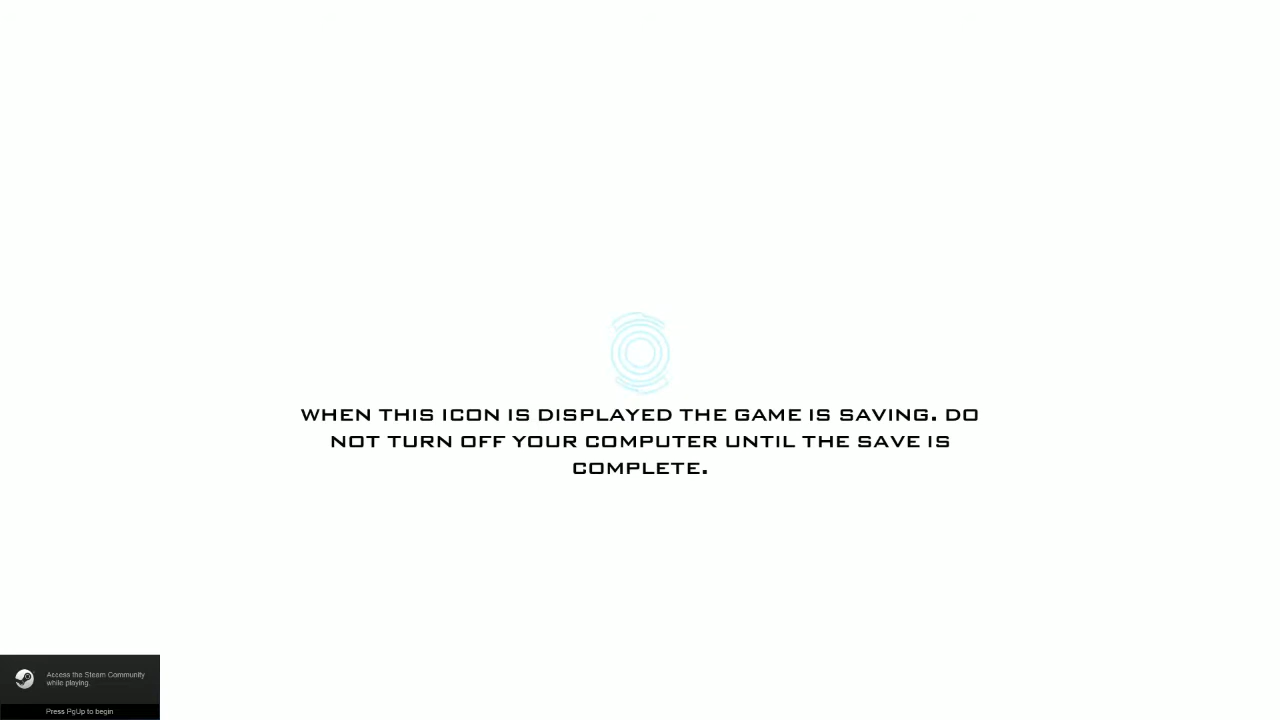 WHEN THIS ICON IS DISPLAYED THE GAME IS SAVING. DO
NOT TURN OFF YOUR COMPUTER UNTIL THE SAVE IS
COMPLETE.
Access the Steam Community
while playing.
Press PgUp to begin